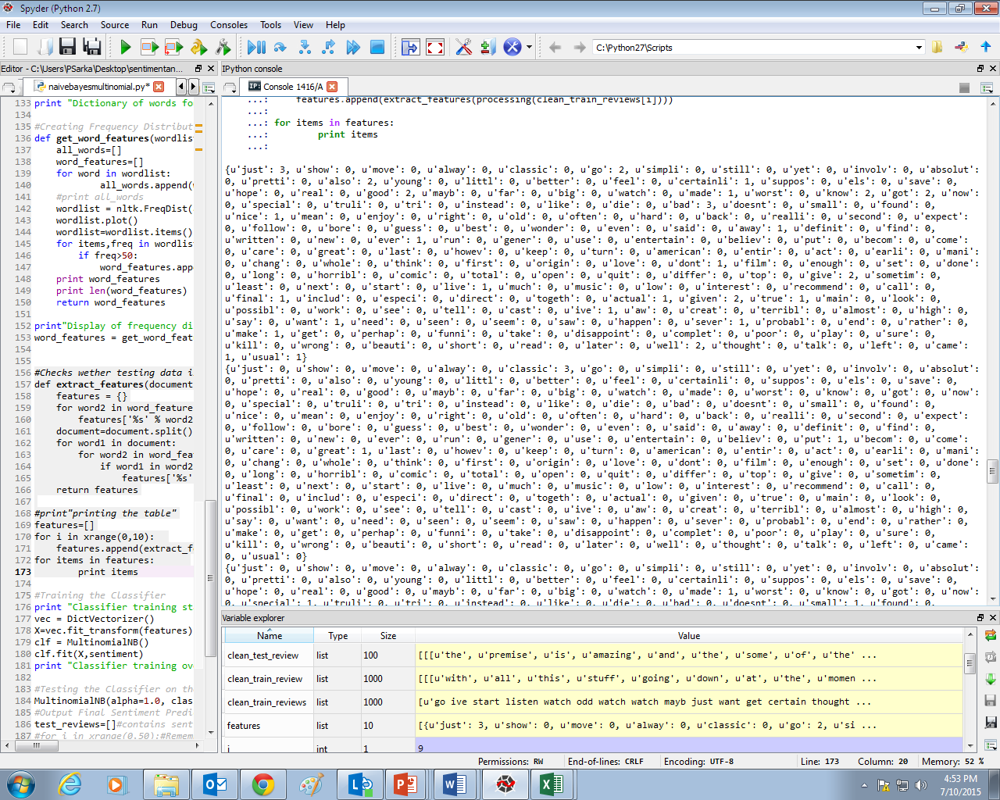 Spyder (Python 2.7)
File Edit Search Source Run Debug Consoles Tools View Help
C:\Python27\Scripts
Editor - C:\Users\PSarka\Desktop\sentimentan...
naivebayesmultinomial.py*
133 print "Dictionary of words fo
134
135 #Creating Frequency Distribut
136 def get_word_features(wordlis
137 all_words=[]
138 word_features=[]
139 for word in wordlist:
140 all_words.append(w
141 #print all_words
142 wordlist = nltk.FreqDist(
143 wordlist.plot()
144 wordlist=wordlist.items()
145 for items,freq in wordlis
146 if freq>50:
147 word_features.appe
148 print word_features
149 print len(word_features)
150 return word_features
151
152 print"Display of frequency di
153 word_features = get_word_feat
154
155
156 #Checks wether testing data i
157 def extract_features(document
158 features = {}
159 for word2 in word_feature
160 features['%s' % word2
161 document=document.split()
162 for word1 in document:
163 for word2 in word_fea
164 if word1 in word2
165 features['%s'
166 return features
167
168 #print"printing the table"
169 features=[]
170 for i in xrange(0,10):
171 features.append(extract_f
172 for items in features:
173 print items
174
175 #Training the Classifier
176 print "Classifier training st
177 vec = DictVectorizer()
178 X=vec.fit_transform(features)
179 clf = MultinomialNB()
180 clf.fit(X,sentiment)
181 print "Classifier training ov
182
183 #Testing the Classifier on th
184 MultinomialNB(alpha=1.0, clas
185 #Output Final Sentiment Predi
186 test_reviews=[]#contains sent
187 #for i in xrange(0,50):#Remem
IPython console
IP: Console 1416/A
...: features.append(extract_features(processing(clean_train_reviews[i])))
...:
...: for items in features:
...: print items
...:
{u'just': 3, u'show': 0, u'move': 0, u'alway': 0, u'classic': 0, u'go': 2, u'simpli': 0, u'still': 0, u'yet': 0, u'involv': 0, u'absolut':
0, u'pretti': 0, u'also': 2, u'young': 0, u'littl': 0, u'better': 0, u'feel': 0, u'certainli': 1, u'suppos': 0, u'els': 0, u'save': 0,
u'hope': 0, u'real': 0, u'good': 2, u'mayb': 0, u'far': 0, u'big': 0, u'watch': 0, u'made': 1, u'worst': 0, u'know': 2, u'got': 2, u'now':
0, u'special': 0, u'truli': 0, u'tri': 0, u'instead': 0, u'like': 0, u'die': 0, u'bad': 3, u'doesnt': 0, u'small': 0, u'found': 0,
u'nice': 1, u'mean': 0, u'enjoy': 0, u'right': 0, u'old': 0, u'often': 0, u'hard': 0, u'back': 0, u'realli': 0, u'second': 0, u'expect':
0, u'follow': 0, u'bore': 0, u'guess': 0, u'best': 0, u'wonder': 0, u'even': 0, u'said': 0, u'away': 1, u'definit': 0, u'find': 0,
u'written': 0, u'new': 0, u'ever': 1, u'run': 0, u'gener': 0, u'use': 0, u'entertain': 0, u'believ': 0, u'put': 0, u'becom': 0, u'come':
0, u'care': 0, u'great': 0, u'last': 0, u'howev': 0, u'keep': 0, u'turn': 0, u'american': 0, u'entir': 0, u'act': 0, u'earli': 0, u'mani':
0, u'chang': 0, u'whole': 0, u'think': 0, u'first': 0, u'origin': 0, u'love': 0, u'dont': 1, u'film': 0, u'enough': 0, u'set': 0, u'done':
0, u'long': 0, u'horribl': 0, u'comic': 0, u'total': 0, u'open': 0, u'quit': 0, u'differ': 0, u'top': 0, u'give': 2, u'sometim': 0,
u'least': 0, u'next': 0, u'start': 0, u'live': 1, u'much': 0, u'music': 0, u'low': 0, u'interest': 0, u'recommend': 0, u'call': 0,
u'final': 1, u'includ': 0, u'especi': 0, u'direct': 0, u'togeth': 0, u'actual': 1, u'given': 2, u'true': 1, u'main': 0, u'look': 0,
u'possibl': 0, u'work': 0, u'see': 0, u'tell': 0, u'cast': 0, u'ive': 1, u'aw': 0, u'creat': 0, u'terribl': 0, u'almost': 0, u'high': 0,
u'say': 0, u'want': 1, u'need': 0, u'seen': 0, u'seem': 0, u'saw': 0, u'happen': 0, u'sever': 1, u'probabl': 0, u'end': 0, u'rather': 0,
u'make': 1, u'get': 0, u'perhap': 0, u'funni': 0, u'take': 0, u'disappoint': 0, u'complet': 0, u'poor': 0, u'play': 0, u'sure': 0,
u'kill': 0, u'wrong': 0, u'beauti': 0, u'short': 0, u'read': 0, u'later': 0, u'well': 2, u'thought': 0, u'talk': 0, u'left': 0, u'came':
1, u'usual': 1}
{u'just': 0, u'show': 0, u'move': 0, u'alway': 0, u'classic': 3, u'go': 0, u'simpli': 0, u'still': 0, u'yet': 0, u'involv': 0, u'absolut':
0, u'pretti': 0, u'also': 0, u'young': 0, u'littl': 0, u'better': 0, u'feel': 0, u'certainli': 0, u'suppos': 0, u'els': 0, u'save': 0,
u'hope': 0, u'real': 0, u'good': 0, u'mayb': 0, u'far': 0, u'big': 0, u'watch': 0, u'made': 0, u'worst': 0, u'know': 0, u'got': 0, u'now':
0, u'special': 0, u'truli': 0, u'tri': 0, u'instead': 0, u'like': 0, u'die': 0, u'bad': 0, u'doesnt': 0, u'small': 0, u'found': 0,
u'nice': 0, u'mean': 0, u'enjoy': 0, u'right': 0, u'old': 0, u'often': 0, u'hard': 0, u'back': 0, u'realli': 0, u'second': 0, u'expect':
0, u'follow': 0, u'bore': 0, u'guess': 0, u'best': 0, u'wonder': 0, u'even': 0, u'said': 0, u'away': 0, u'definit': 0, u'find': 0,
u'written': 0, u'new': 0, u'ever': 0, u'run': 0, u'gener': 0, u'use': 0, u'entertain': 0, u'believ': 0, u'put': 1, u'becom': 0, u'come':
0, u'care': 0, u'great': 1, u'last': 0, u'howev': 0, u'keep': 0, u'turn': 0, u'american': 0, u'entir': 0, u'act': 0, u'earli': 0, u'mani':
0, u'chang': 0, u'whole': 0, u'think': 0, u'first': 0, u'origin': 0, u'love': 0, u'dont': 0, u'film': 0, u'enough': 0, u'set': 0, u'done':
0, u'long': 0, u'horribl': 0, u'comic': 0, u'total': 0, u'open': 0, u'quit': 0, u'differ': 0, u'top': 0, u'give': 0, u'sometim': 0,
u'least': 0, u'next': 0, u'start': 0, u'live': 0, u'much': 0, u'music': 0, u'low': 0, u'interest': 0, u'recommend': 0, u'call': 0,
u'final': 0, u'includ': 0, u'especi': 0, u'direct': 0, u'togeth': 0, u'actual': 0, u'given': 0, u'true': 0, u'main': 0, u'look': 0,
u'possibl': 0, u'work': 0, u'see': 0, u'tell': 0, u'cast': 0, u'ive': 0, u'aw': 0, u'creat': 0, u'terribl': 0, u'almost': 0, u'high': 0,
u'say': 0, u'want': 0, u'need': 0, u'seen': 0, u'seem': 0, u'saw': 0, u'happen': 0, u'sever': 0, u'probabl': 0, u'end': 0, u'rather': 0,
u'make': 0, u'get': 0, u'perhap': 0, u'funni': 0, u'take': 0, u'disappoint': 0, u'complet': 0, u'poor': 0, u'play': 0, u'sure': 0,
u'kill': 0, u'wrong': 0, u'beauti': 0, u'short': 0, u'read': 0, u'later': 0, u'well': 0, u'thought': 0, u'talk': 0, u'left': 0, u'came':
0, u'usual': 0}
{u'just': 0, u'show': 0, u'move': 0, u'alway': 0, u'classic': 0, u'go': 0, u'simpli': 0, u'still': 0, u'yet': 0, u'involv': 0, u'absolut':
0, u'pretti': 0, u'also': 0, u'young': 0, u'littl': 0, u'better': 0, u'feel': 0, u'certainli': 0, u'suppos': 0, u'els': 0, u'save': 0,
u'hope': 0, u'real': 0, u'good': 0, u'mayb': 0, u'far': 0, u'big': 0, u'watch': 0, u'made': 1, u'worst': 0, u'know': 0, u'got': 0, u'now':
0, u'special': 1, u'truli': 0, u'tri': 0, u'instead': 0, u'like': 0, u'die': 0, u'bad': 0, u'doesnt': 0, u'small': 1, u'found': 0,
Variable explorer
Name Type Size Value
clean_test_review list 100 [[[u'the', u'premise', u'is', u'amazing', u'and', u'the', u'some', u'of', u'the' ...
clean_train_review list 1000 [[[u'with', u'all', u'this', u'stuff', u'going', u'down', u'at', u'the', u'momen ...
clean_train_reviews list 1000 [u'go ive start listen watch odd watch watch mayb just want get certain thought ...
features list 10 [{u'just': 3, u'show': 0, u'move': 0, u'alway': 0, u'classic': 0, u'go': 2, u'si ...
i int 1 9
Permissions: RW End-of-lines: CRLF Encoding: UTF-8 Line: 173 Column: 20 Memory: 52 %
4:53 PM
7/10/2015